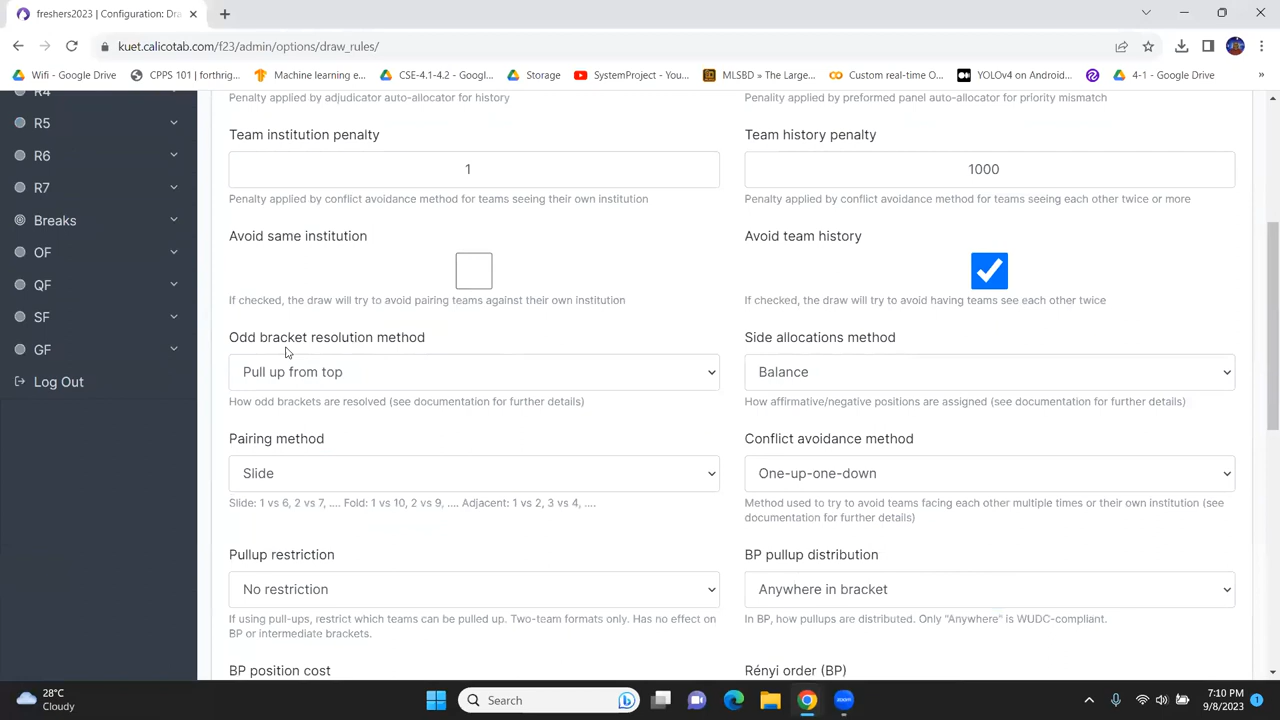 freshers2023 | Configuration: Dra
kuet.calicotab.com/f23/admin/options/draw_rules/
Wifi - Google Drive
CPPS 101 | forthrig...
Machine learning e...
CSE-4.1-4.2 - Googl...
Storage
SystemProject - You...
MLSBD » The Large...
Custom real-time O...
YOLOv4 on Android...
4-1 - Google Drive
»
R4
R5
R6
R7
Breaks
OF
QF
SF
GF
Log Out
Penalty applied by adjudicator auto-allocator for history
Penalty applied by preformed panel auto-allocator for priority mismatch
Team institution penalty
Team history penalty
1
1000
Penalty applied by conflict avoidance method for teams seeing their own institution
Penalty applied by conflict avoidance method for teams seeing each other twice or more
Avoid same institution
Avoid team history
If checked, the draw will try to avoid pairing teams against their own institution
If checked, the draw will try to avoid having teams see each other twice
Odd bracket resolution method
Side allocations method
Pull up from top
Balance
How odd brackets are resolved (see documentation for further details)
How affirmative/negative positions are assigned (see documentation for further details)
Pairing method
Conflict avoidance method
Slide
One-up-one-down
Slide: 1 vs 6, 2 vs 7, .... Fold: 1 vs 10, 2 vs 9, .... Adjacent: 1 vs 2, 3 vs 4, ....
Method used to try to avoid teams facing each other multiple times or their own institution (see
documentation for further details)
Pullup restriction
BP pullup distribution
No restriction
Anywhere in bracket
If using pull-ups, restrict which teams can be pulled up. Two-team formats only. Has no effect on
BP or intermediate brackets.
In BP, how pullups are distributed. Only "Anywhere" is WUDC-compliant.
BP position cost
Rényi order (BP)
28°C
Cloudy
Search
zoom
7:10 PM
9/8/2023
1